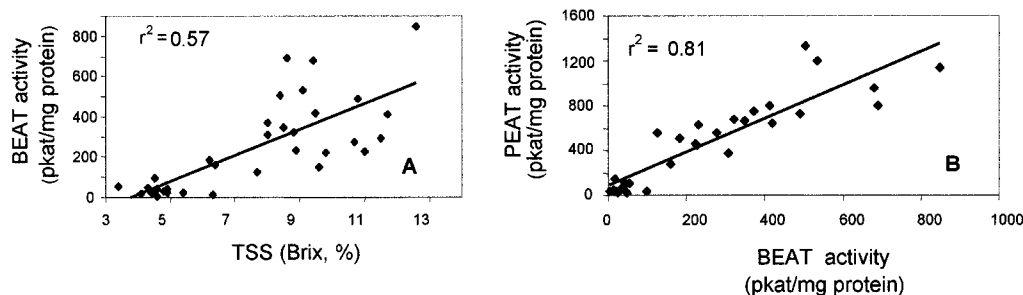 BEAT activity
(pkat/mg protein)
r² = 0.57
800
600
400
200
0
3 5 7 9 11 13
A
TSS (Brix, %)
PEAT activity
(pkat/mg protein)
r² = 0.81
1600
1200
800
400
0
0 200 400 600 800 1000
B
BEAT activity
(pkat/mg protein)